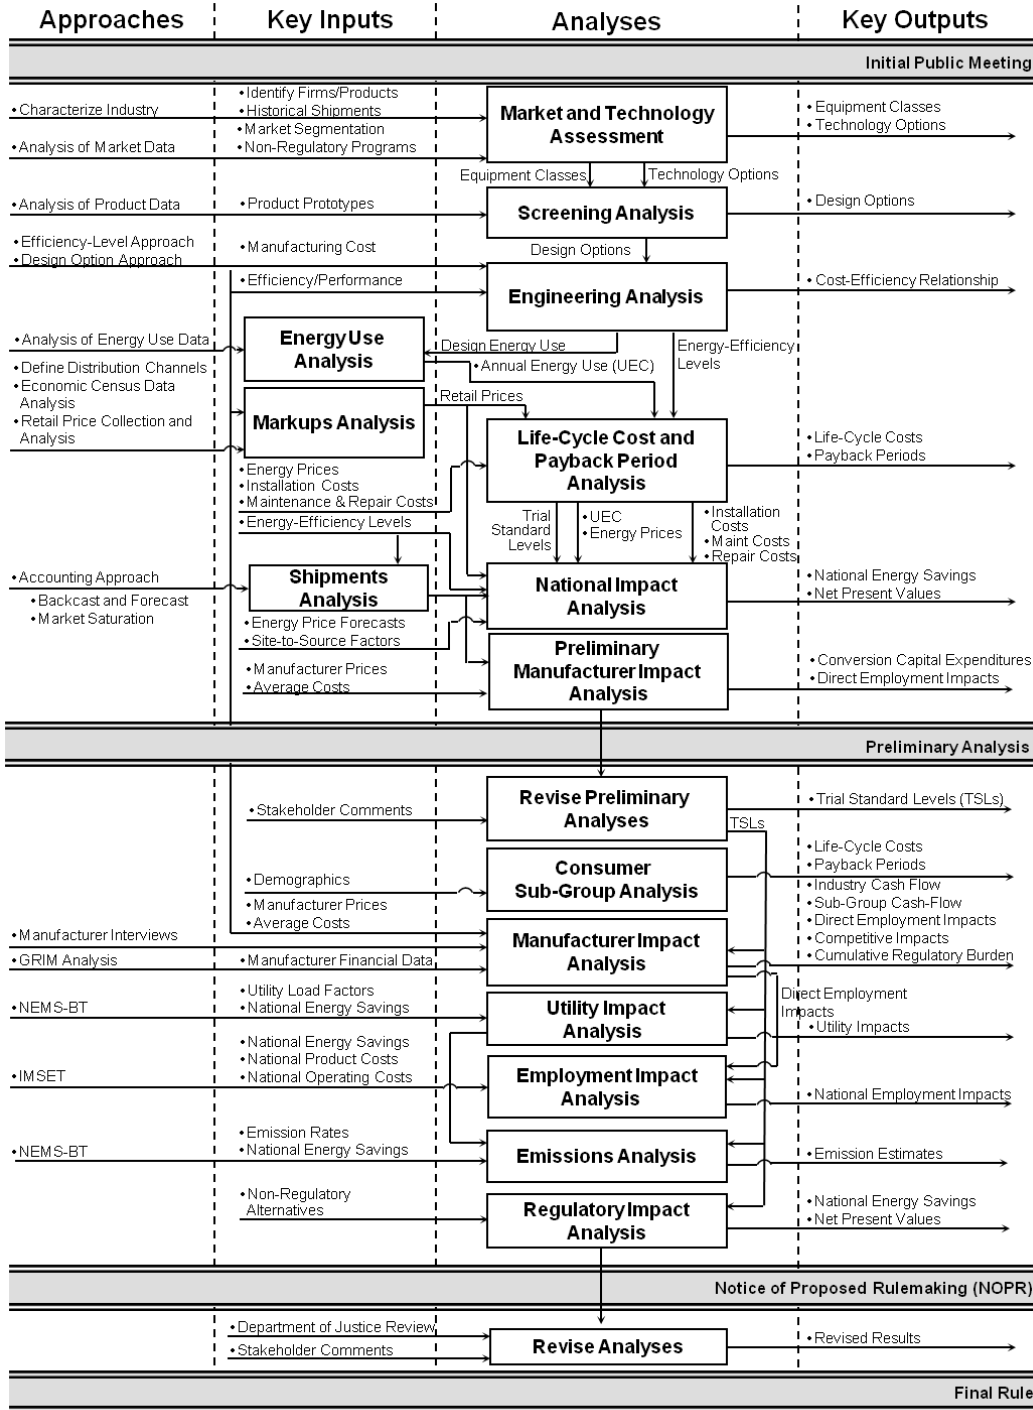 Approaches
Key Inputs
Analyses
Key Outputs
Initial Public Meeting
• Characterize Industry
• Analysis of Market Data
• Identify Firms/Products
• Historical Shipments
• Market Segmentation
• Non-Regulatory Programs
Market and Technology
Assessment
• Equipment Classes
• Technology Options
Equipment Classes
Technology Options
• Analysis of Product Data
• Product Prototypes
Screening Analysis
• Design Options
Design Options
• Efficiency-Level Approach
• Design Option Approach
• Manufacturing Cost
• Efficiency/Performance
Engineering Analysis
• Cost-Efficiency Relationship
• Analysis of Energy Use Data
Energy Use
Analysis
Design Energy Use
• Annual Energy Use (UEC)
Energy-Efficiency
Levels
• Define Distribution Channels
• Economic Census Data
Analysis
• Retail Price Collection and
Analysis
Markups Analysis
Retail Prices
Life-Cycle Cost and
Payback Period
Analysis
• Life-Cycle Costs
• Payback Periods
• Energy Prices
• Installation Costs
• Maintenance & Repair Costs
• Energy-Efficiency Levels
Trial
Standard
Levels
• UEC
• Energy Prices
• Installation
Costs
• Maint Costs
• Repair Costs
• Accounting Approach
• Backcast and Forecast
• Market Saturation
Shipments
Analysis
National Impact
Analysis
• National Energy Savings
• Net Present Values
• Energy Price Forecasts
• Site-to-Source Factors
• Manufacturer Prices
• Average Costs
Preliminary
Manufacturer Impact
Analysis
• Conversion Capital Expenditures
• Direct Employment Impacts
Preliminary Analysis
• Stakeholder Comments
Revise Preliminary
Analyses
• Trial Standard Levels (TSLs)
TSLs
• Demographics
Consumer
Sub-Group Analysis
• Life-Cycle Costs
• Payback Periods
• Industry Cash Flow
• Sub-Group Cash-Flow
• Direct Employment Impacts
• Competitive Impacts
• Cumulative Regulatory Burden
• Manufacturer Prices
• Average Costs
• Manufacturer Interviews
• GRIM Analysis
• Manufacturer Financial Data
Manufacturer Impact
Analysis
Direct Employment
Impacts
• NEMS-BT
• Utility Load Factors
• National Energy Savings
Utility Impact
Analysis
• Utility Impacts
• IMSET
• National Energy Savings
• National Product Costs
• National Operating Costs
Employment Impact
Analysis
• National Employment Impacts
• NEMS-BT
• Emission Rates
• National Energy Savings
Emissions Analysis
• Emission Estimates
• Non-Regulatory
Alternatives
Regulatory Impact
Analysis
• National Energy Savings
• Net Present Values
Notice of Proposed Rulemaking (NOPR)
• Department of Justice Review
• Stakeholder Comments
Revise Analyses
• Revised Results
Final Rule